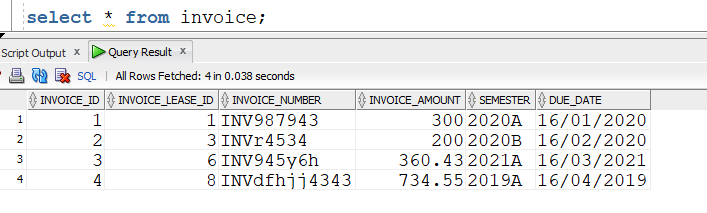 select * from invoice;
Script Output x Query Result x
SQL | All Rows Fetched: 4 in 0.038 seconds
INVOICE_ID INVOICE_LEASE_ID INVOICE_NUMBER INVOICE_AMOUNT SEMESTER DUE_DATE
1 1 1 INV987943 300 2020A 16/01/2020
2 2 3 INVr4534 200 2020B 16/02/2020
3 3 6 INV945y6h 360.43 2021A 16/03/2021
4 4 8 INVdfhjj4343 734.55 2019A 16/04/2019